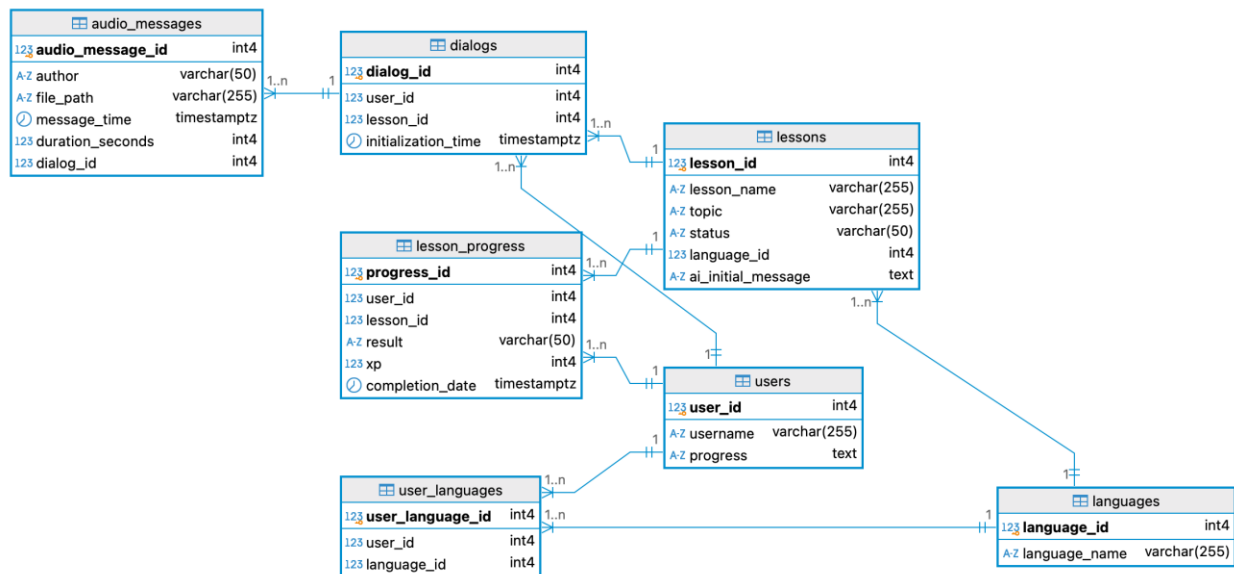 audio_messages
123 audio_message_id int4
A-Z author varchar(50)
A-Z file_path varchar(255)
message_time timestamptz
123 duration_seconds int4
123 dialog_id int4
1..n
1
dialogs
123 dialog_id int4
123 user_id int4
123 lesson_id int4
initialization_time timestamptz
1..n
1
1..n
lessons
123 lesson_id int4
A-Z lesson_name varchar(255)
A-Z topic varchar(255)
A-Z status varchar(50)
123 language_id int4
A-Z ai_initial_message text
1
1..n
1..n
lesson_progress
123 progress_id int4
123 user_id int4
123 lesson_id int4
A-Z result varchar(50)
123 xp int4
completion_date timestamptz
1..n
1
1
users
123 user_id int4
A-Z username varchar(255)
A-Z progress text
1
1..n
user_languages
123 user_language_id int4
123 user_id int4
123 language_id int4
1..n
1
1
languages
123 language_id int4
A-Z language_name varchar(255)